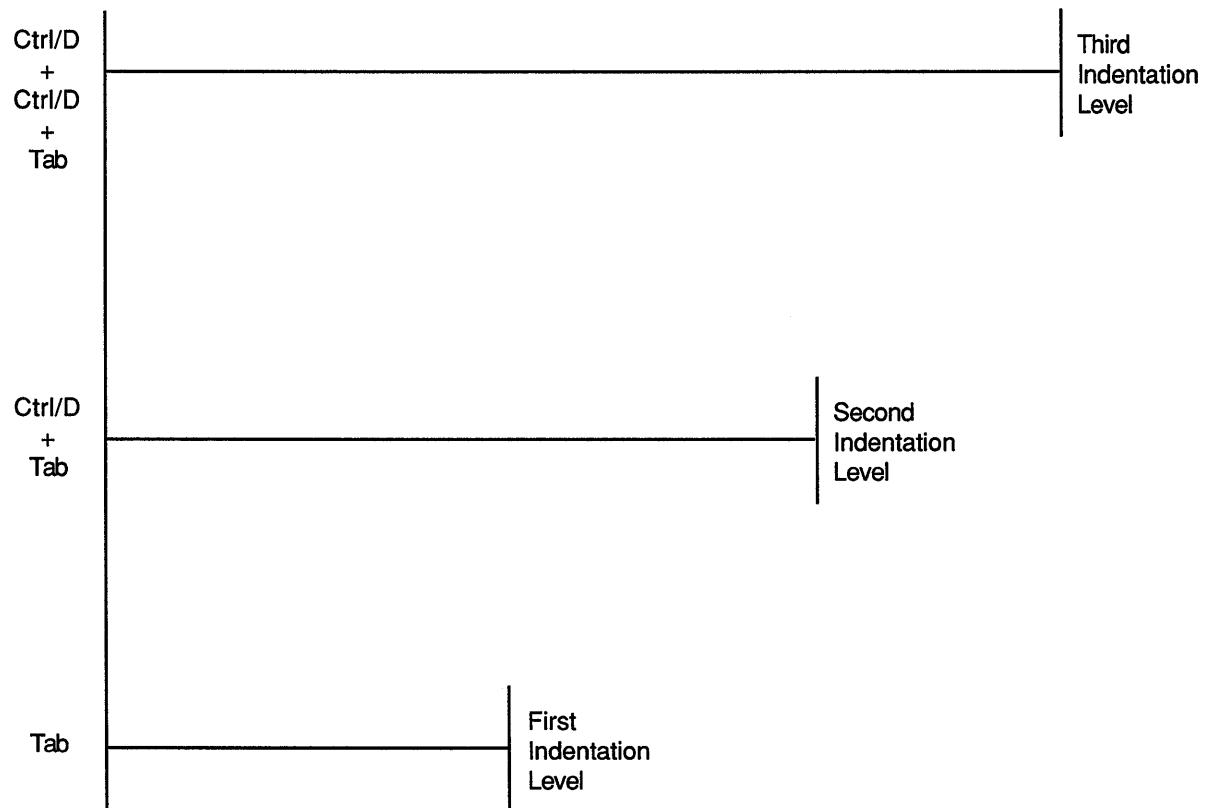 Ctrl/D
+
Ctrl/D
+
Tab
Third
Indentation
Level
Ctrl/D
+
Tab
Second
Indentation
Level
Tab
First
Indentation
Level